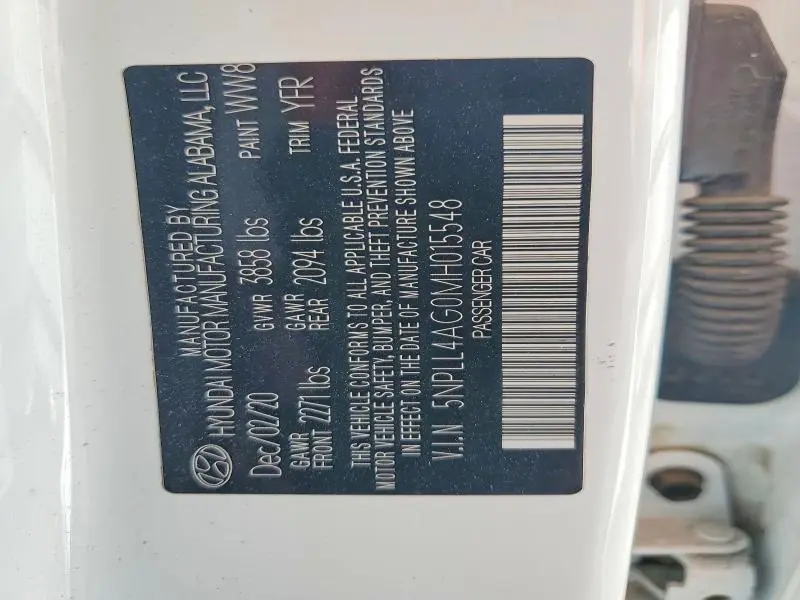 MANUFACTURED BY
HYUNDAI MOTOR MANUFACTURING ALABAMA, LLC
Dec/02/20 GVWR 3858 lbs PAINT WW8
GAWR FRONT 2271 lbs GAWR REAR 2094 lbs TRIM YFR
THIS VEHICLE CONFORMS TO ALL APPLICABLE U.S.A. FEDERAL
MOTOR VEHICLE SAFETY, BUMPER, AND THEFT PREVENTION STANDARDS
IN EFFECT ON THE DATE OF MANUFACTURE SHOWN ABOVE
V.I.N 5NPLL4AG0MH015548
PASSENGER CAR